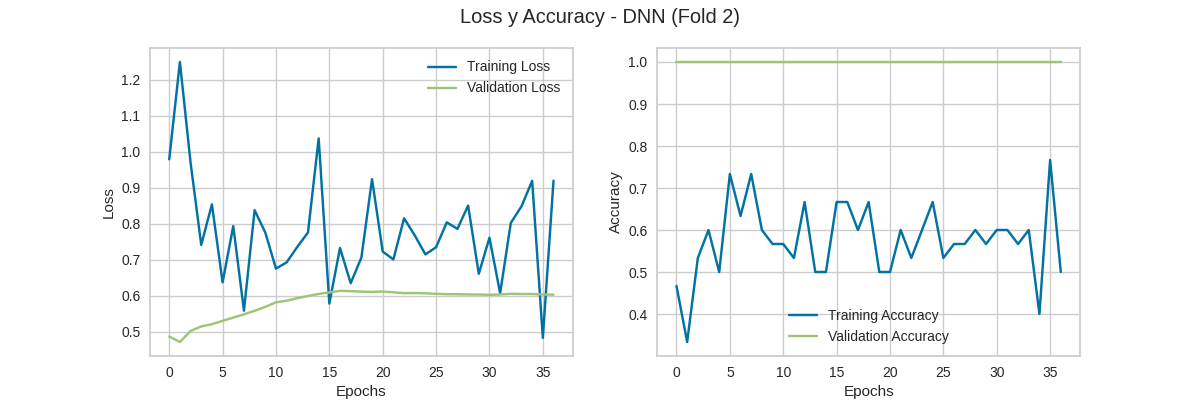 Loss y Accuracy - DNN (Fold 2)
Training Loss
Validation Loss
1.2
1.1
1.0
0.9
0.8
0.7
0.6
0.5
Loss
0 5 10 15 20 25 30 35
Epochs
1.0
0.9
0.8
0.7
0.6
0.5
0.4
Accuracy
Training Accuracy
Validation Accuracy
0 5 10 15 20 25 30 35
Epochs